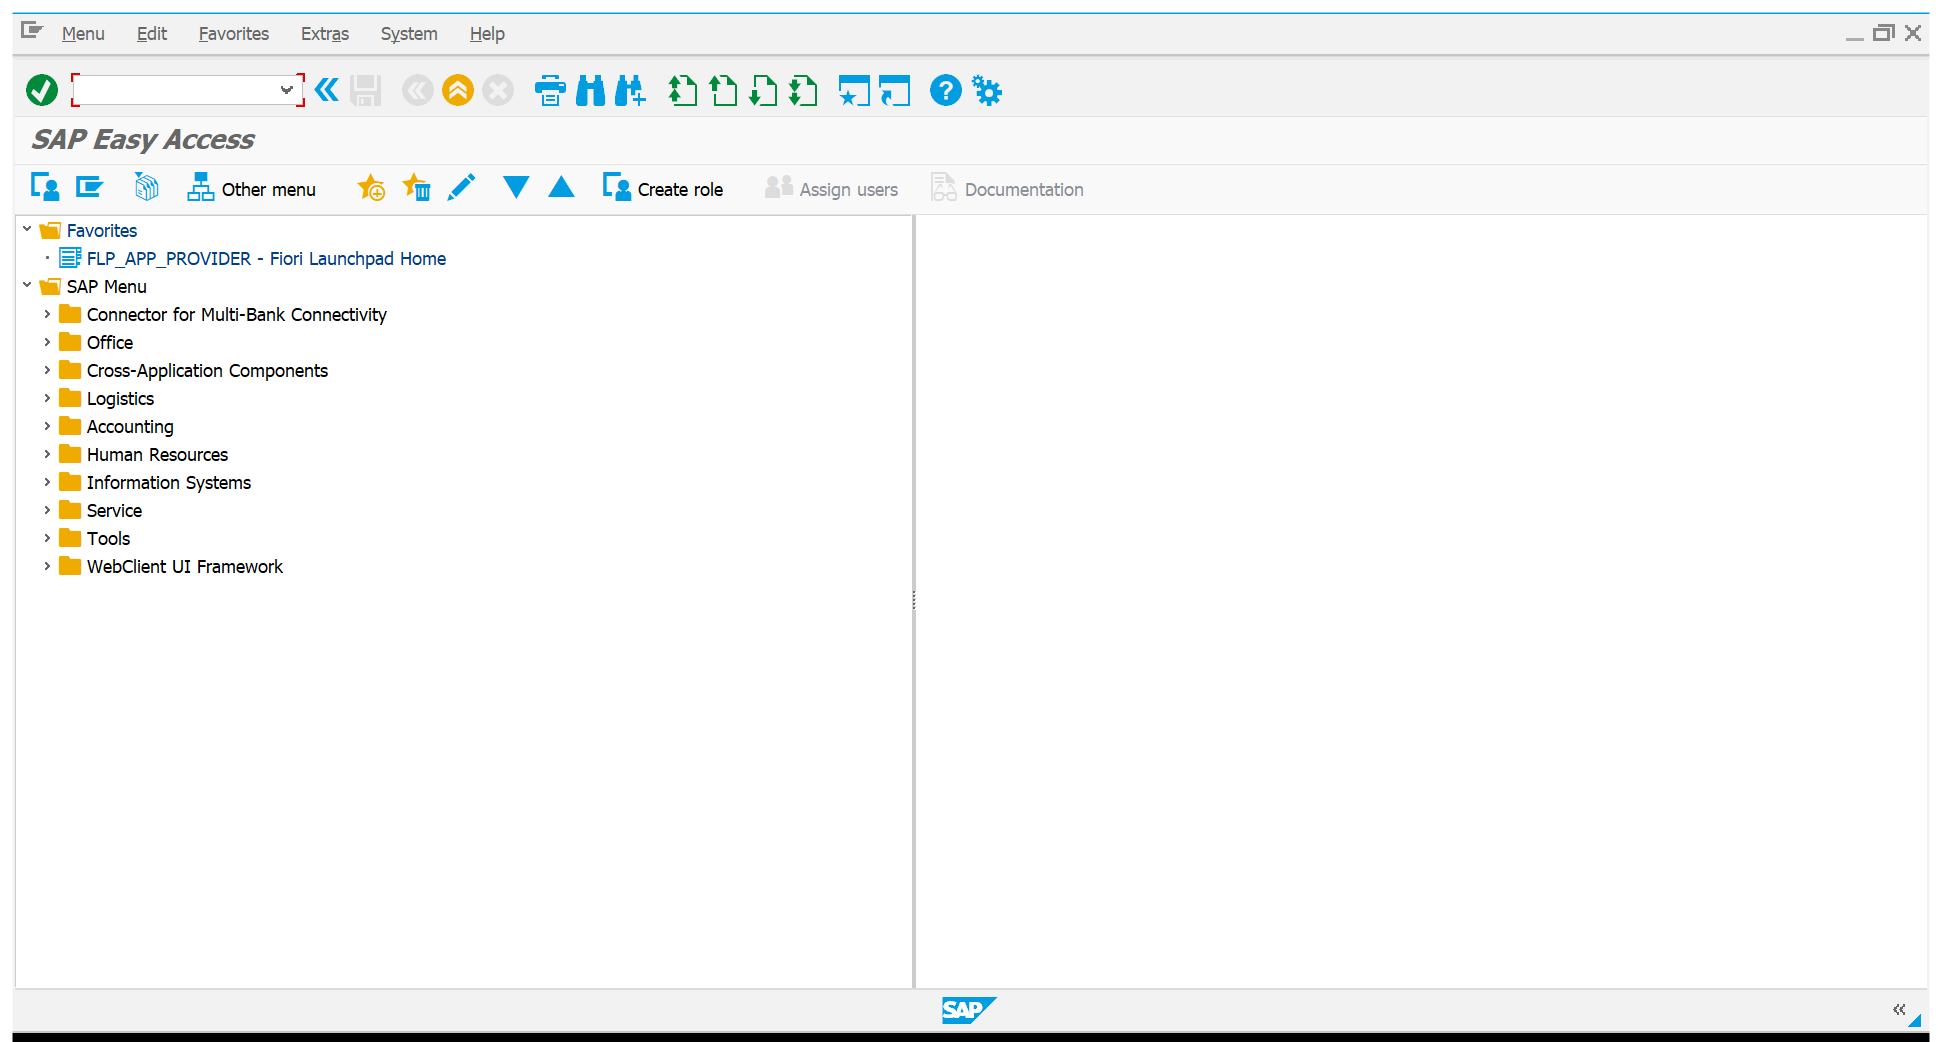 Menu Edit Favorites Extras System Help
SAP Easy Access
Other menu Create role Assign users Documentation
Favorites
FLP_APP_PROVIDER - Fiori Launchpad Home
SAP Menu
Connector for Multi-Bank Connectivity
Office
Cross-Application Components
Logistics
Accounting
Human Resources
Information Systems
Service
Tools
WebClient UI Framework
SAP